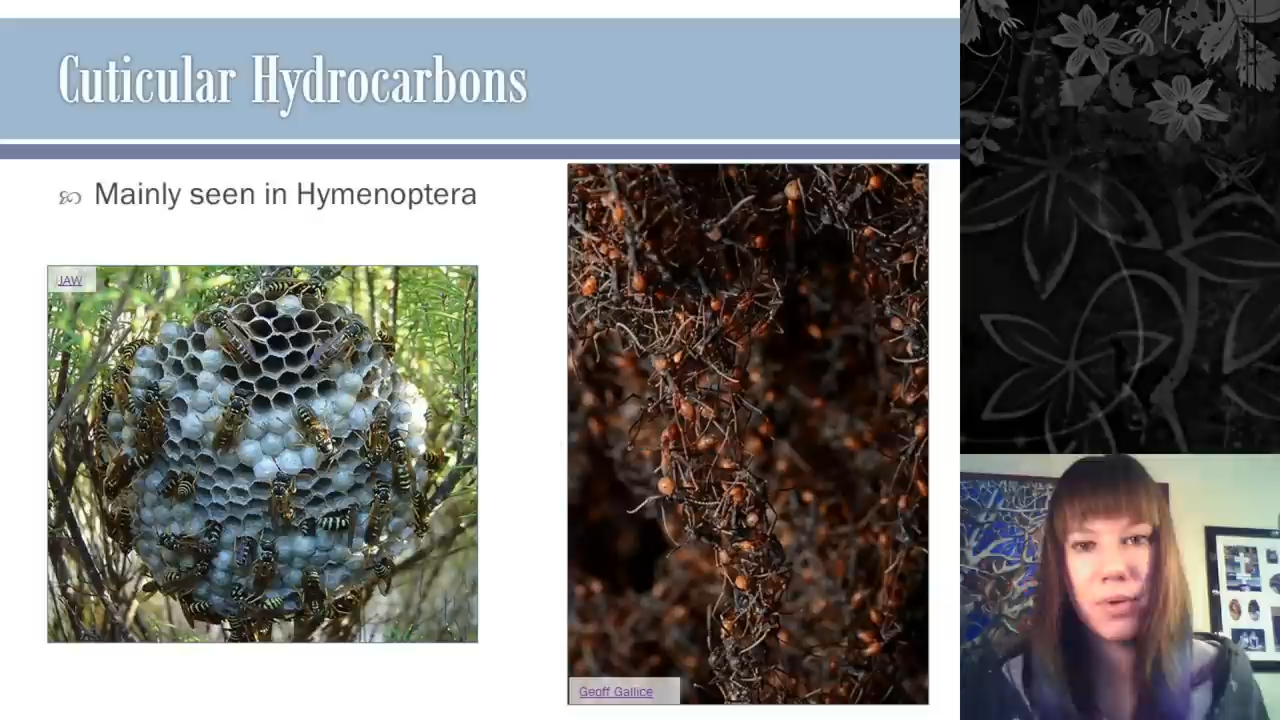 Cuticular Hydrocarbons
Mainly seen in Hymenoptera
JAW
Geoff Gallice